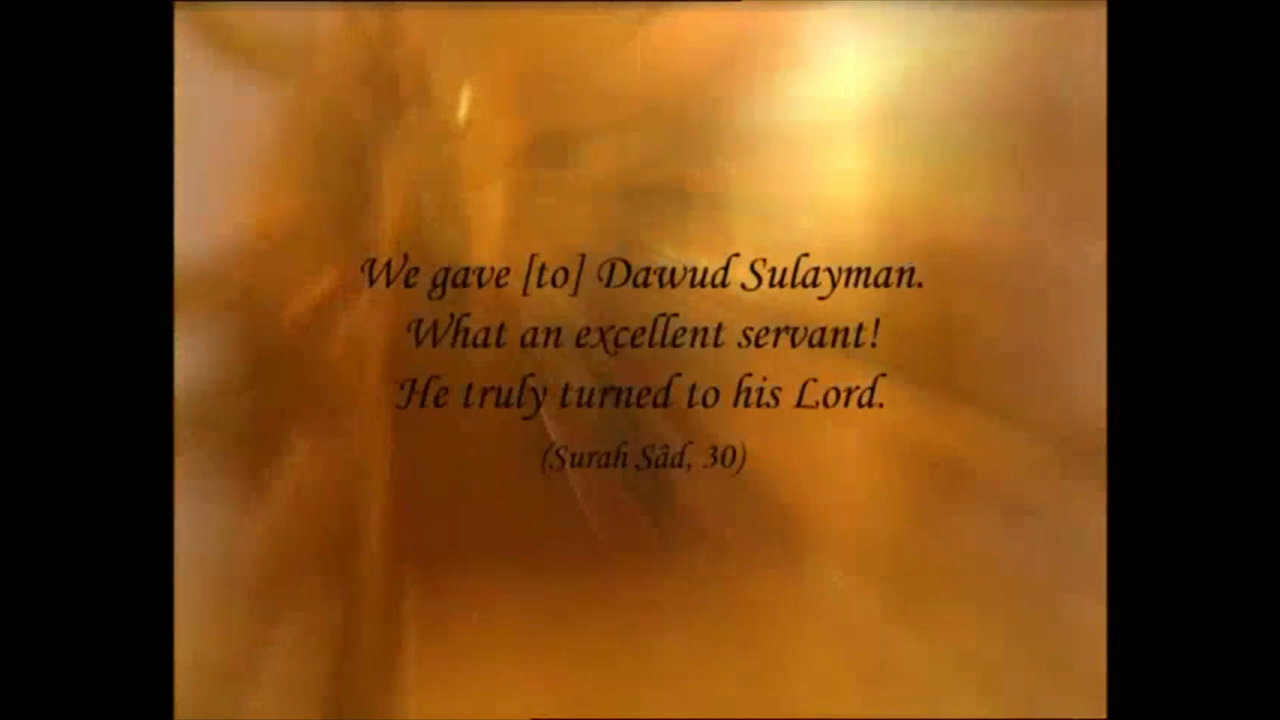 We gave [to] Dawud Sulayman.
What an excellent servant!
He truly turned to his Lord.
(Surah Sâd, 30)